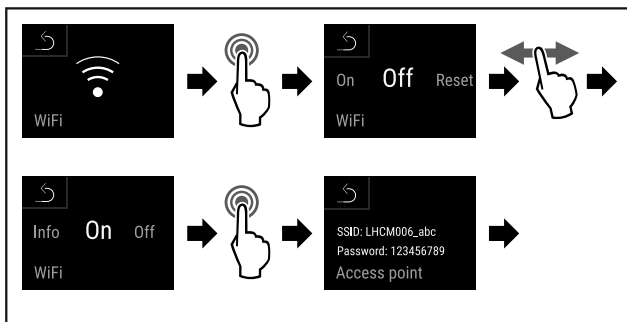 WiFi
On Off Reset
WiFi
Info On Off
WiFi
SSID: LHCM006_abc
Password: 123456789
Access point